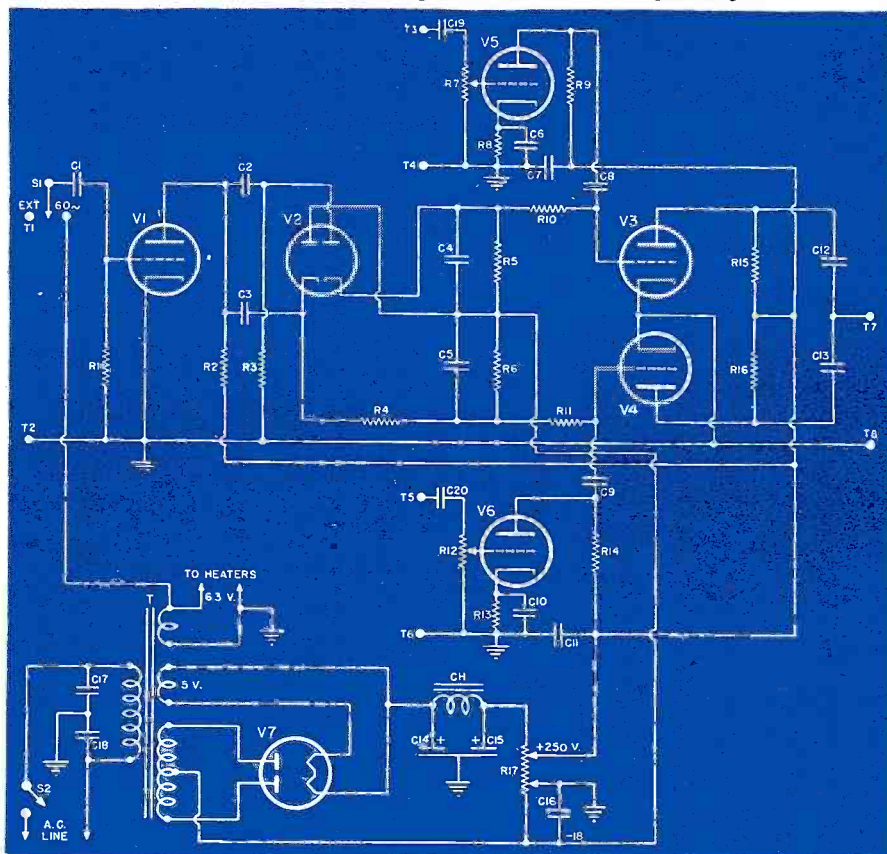 T3
C19
V5
R7
R9
R8
C6
T4
C7
C8
S1
C1
EXT
60~
T1
V1
C2
V2
C3
R1
R2
R3
C4
R5
R10
C5
R6
R4
R11
V3
V4
R15
C12
R16
C13
T7
T2
T8
C9
T5
C20
V6
R12
R14
R13
C10
T6
C11
TO HEATERS
6.3 V.
T
5 V.
C17
C18
S2
A.C.
LINE
V7
CH
C14 +
+ C15
+250 V.
R17
C16
-18